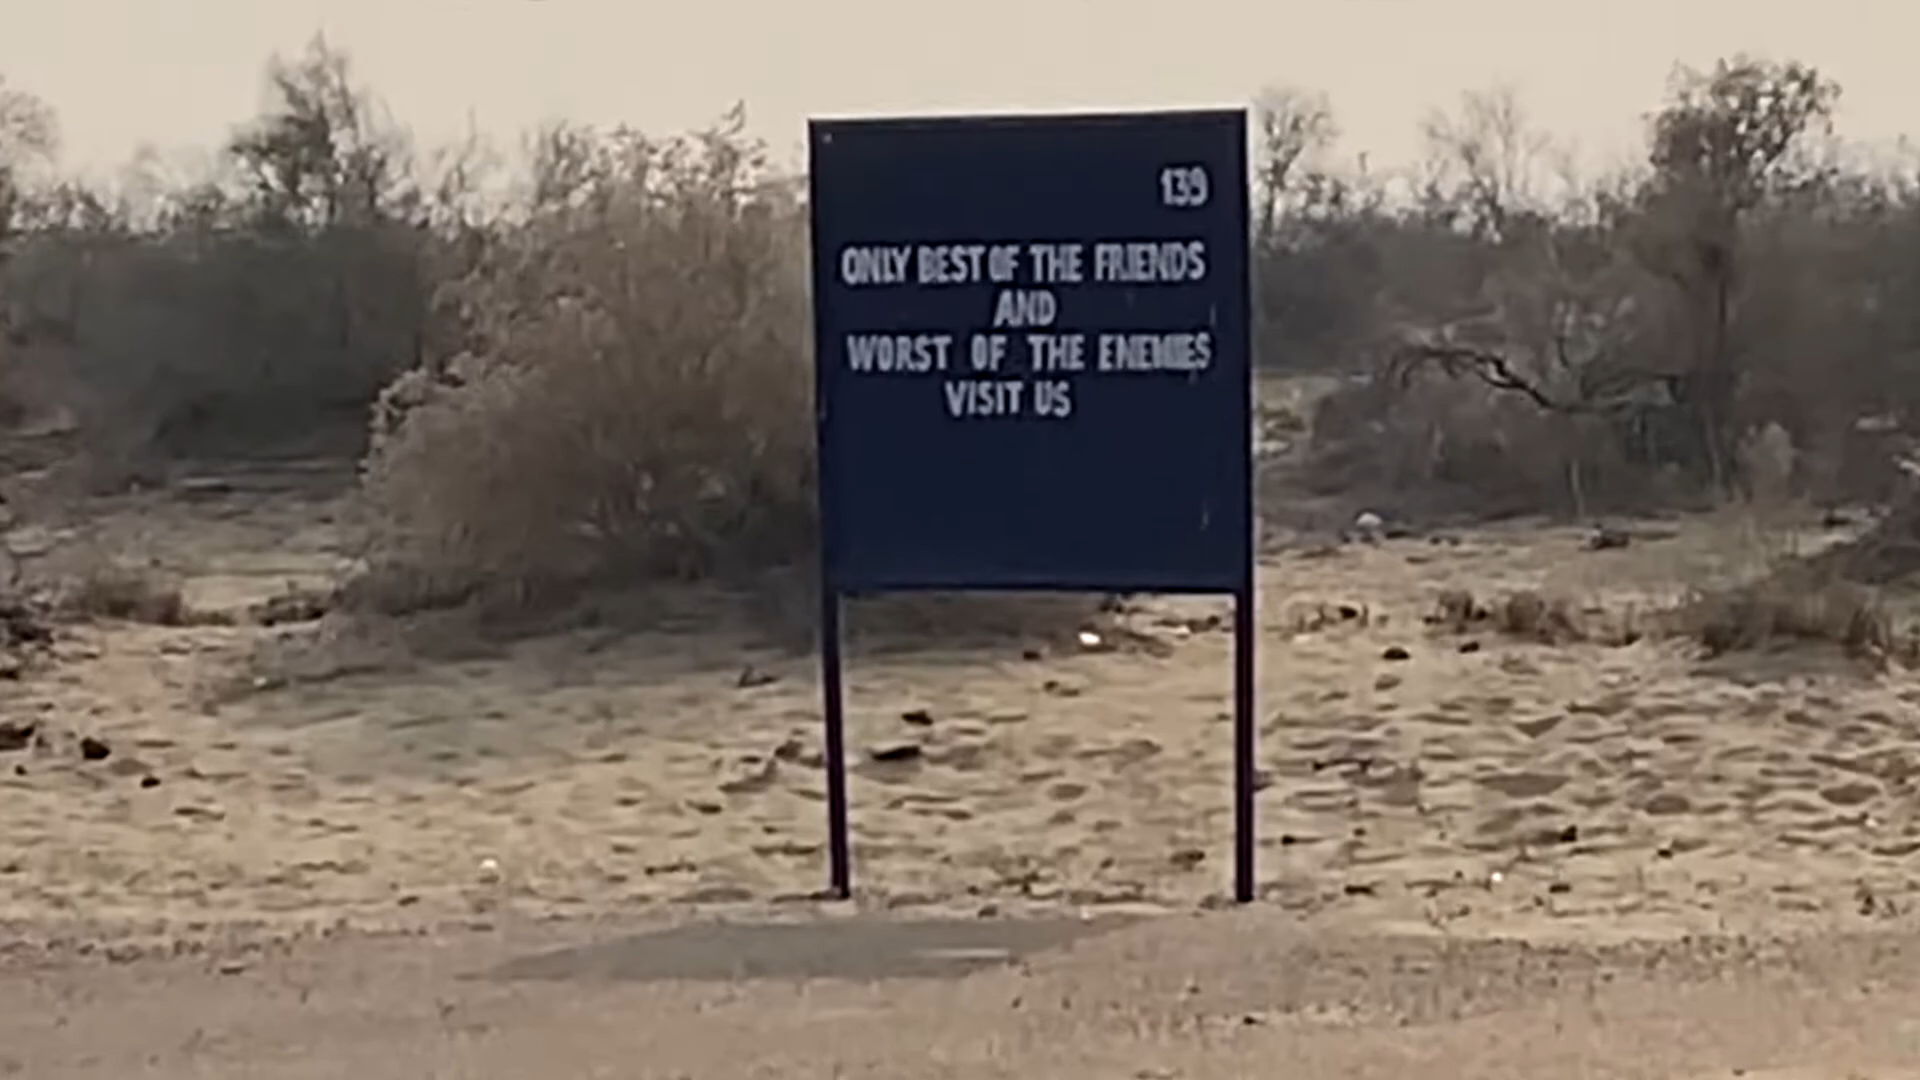 139
ONLY BEST OF THE FRIENDS
AND
WORST OF THE ENEMIES
VISIT US